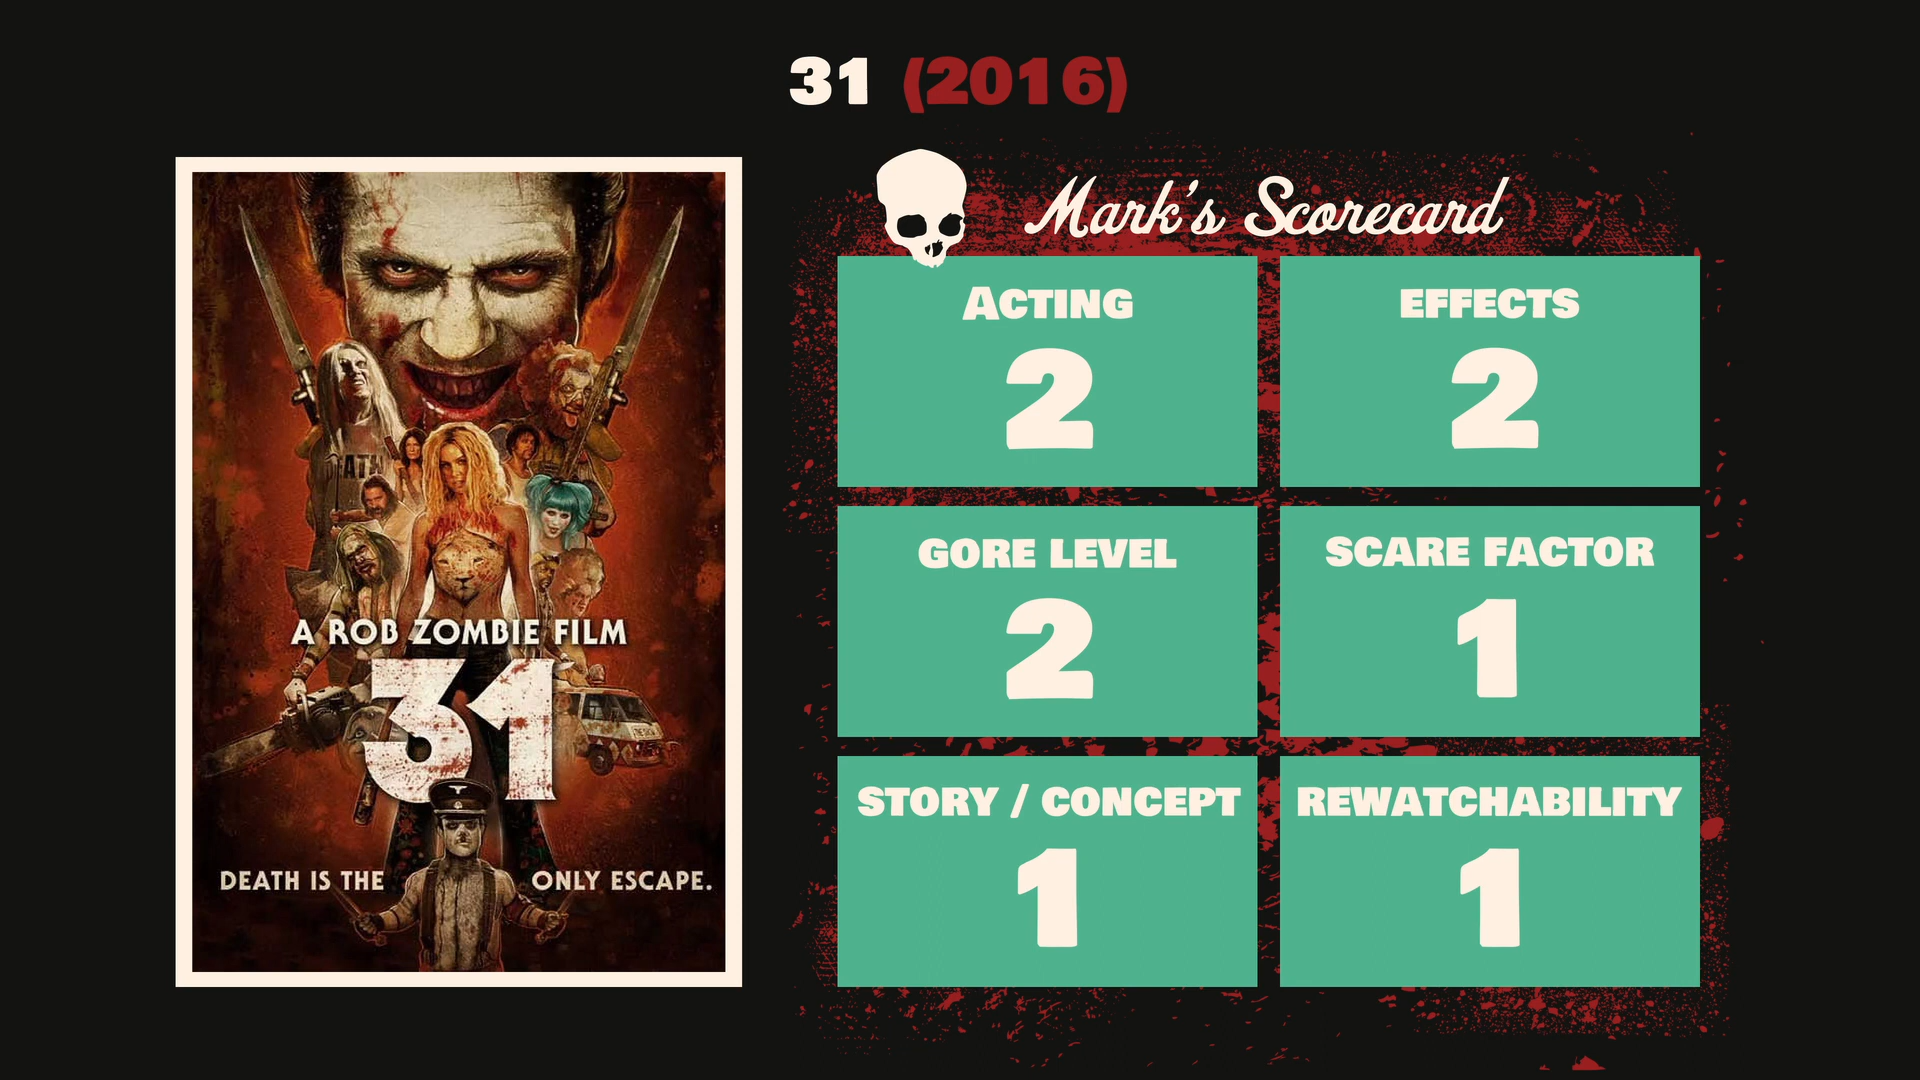 31 (2016)
Mark's Scorecard
ACTING
2
EFFECTS
2
GORE LEVEL
2
SCARE FACTOR
1
STORY / CONCEPT
1
REWATCHABILITY
1
A ROB ZOMBIE FILM
31
DEATH IS THE ONLY ESCAPE.